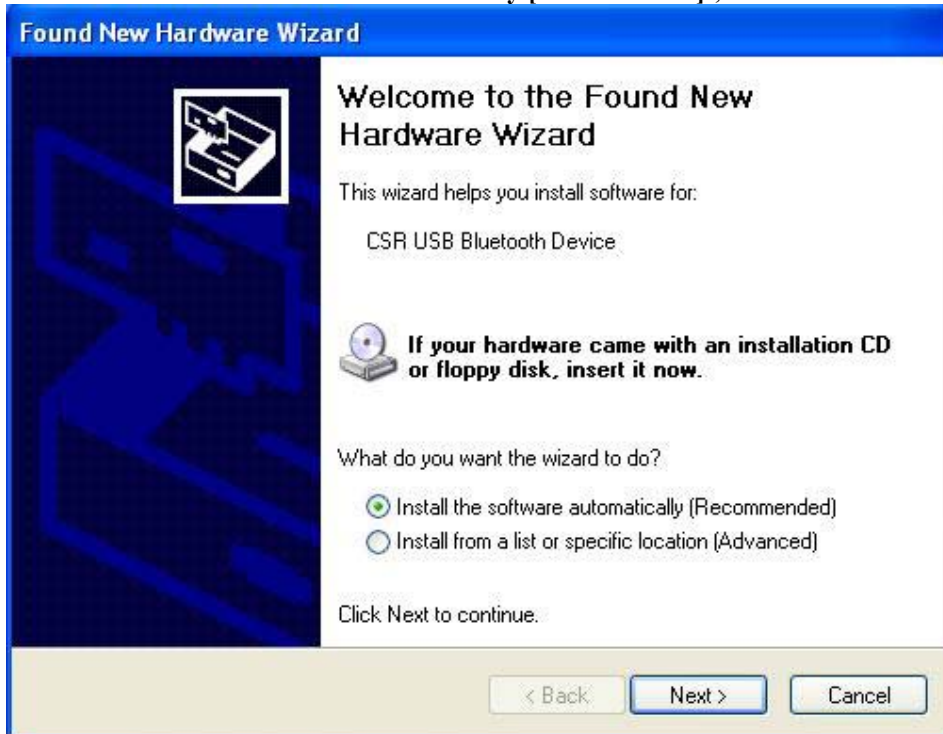 Found New Hardware Wizard
Welcome to the Found New
Hardware Wizard
This wizard helps you install software for:
CSR USB Bluetooth Device
If your hardware came with an installation CD
or floppy disk, insert it now.
What do you want the wizard to do?
Install the software automatically (Recommended)
Install from a list or specific location (Advanced)
Click Next to continue.
< Back
Next >
Cancel